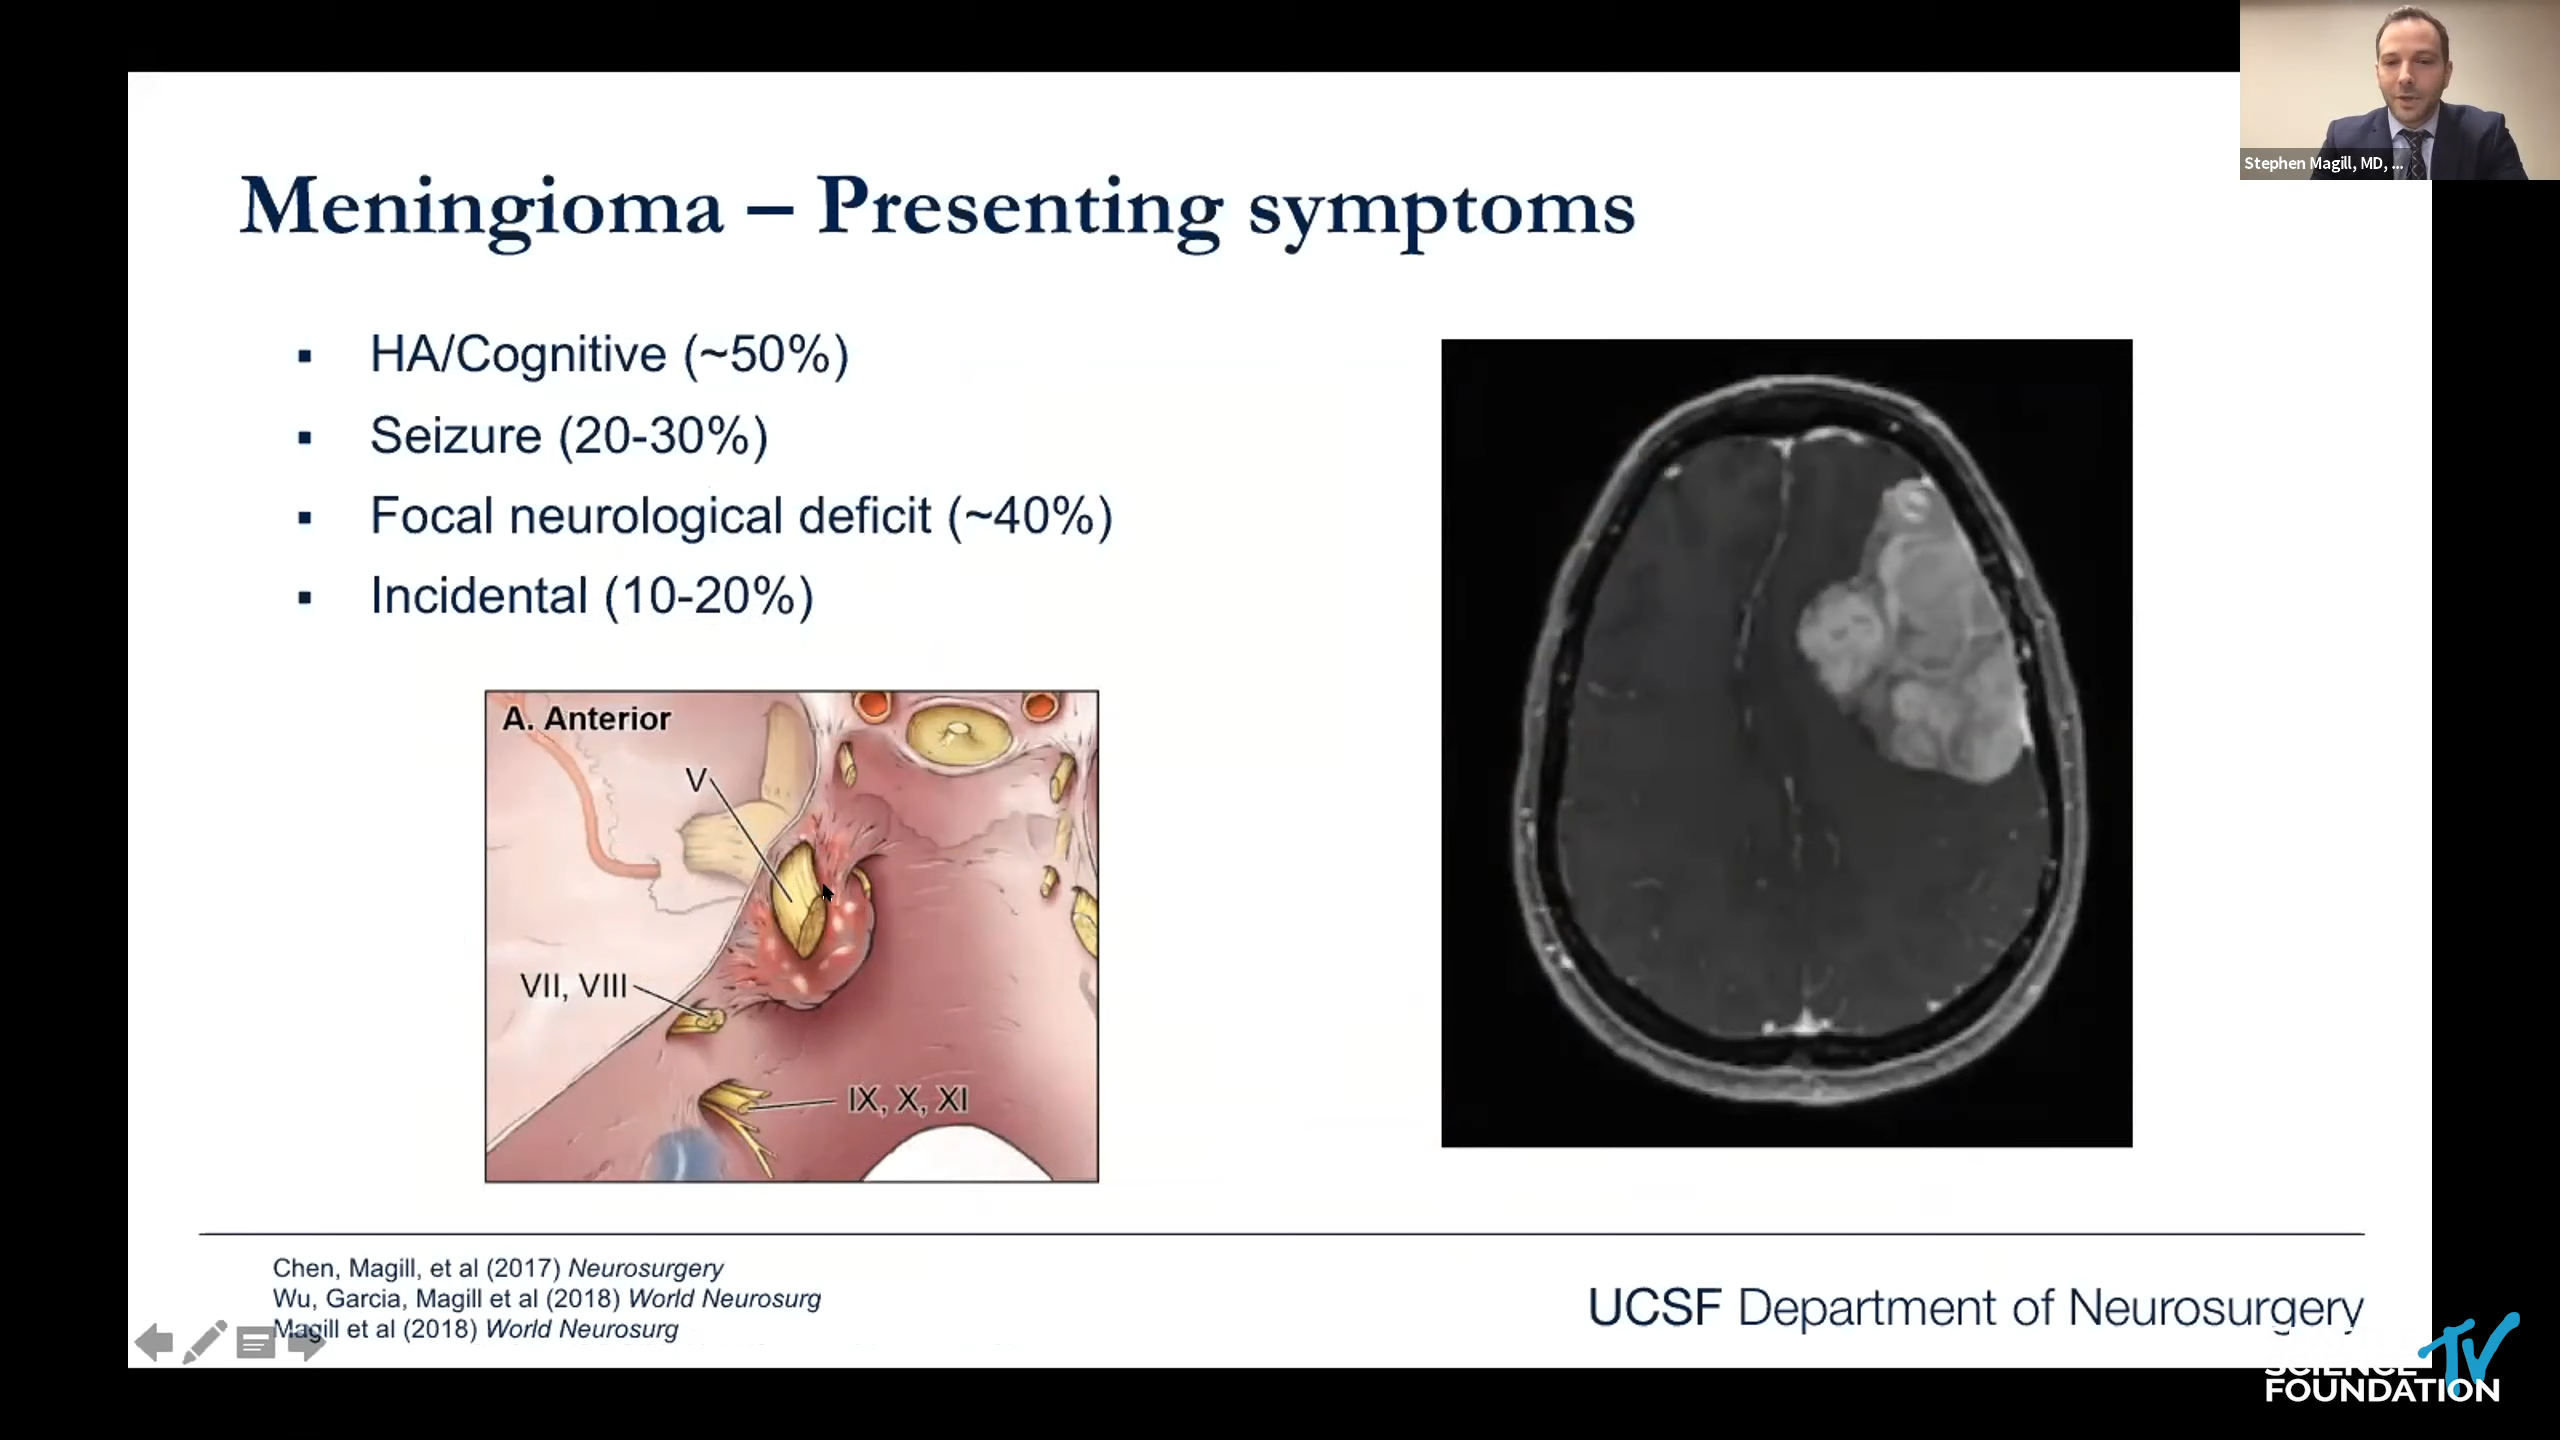 Stephen Magill, MD, ...
Meningioma – Presenting symptoms
▪ HA/Cognitive (~50%)
▪ Seizure (20-30%)
▪ Focal neurological deficit (~40%)
▪ Incidental (10-20%)
A. Anterior
V
VII, VIII
IX, X, XI
Chen, Magill, et al (2017) Neurosurgery
Wu, Garcia, Magill et al (2018) World Neurosurg
Magill et al (2018) World Neurosurg
UCSF Department of Neurosurgery
SCIENCE TV
FOUNDATION